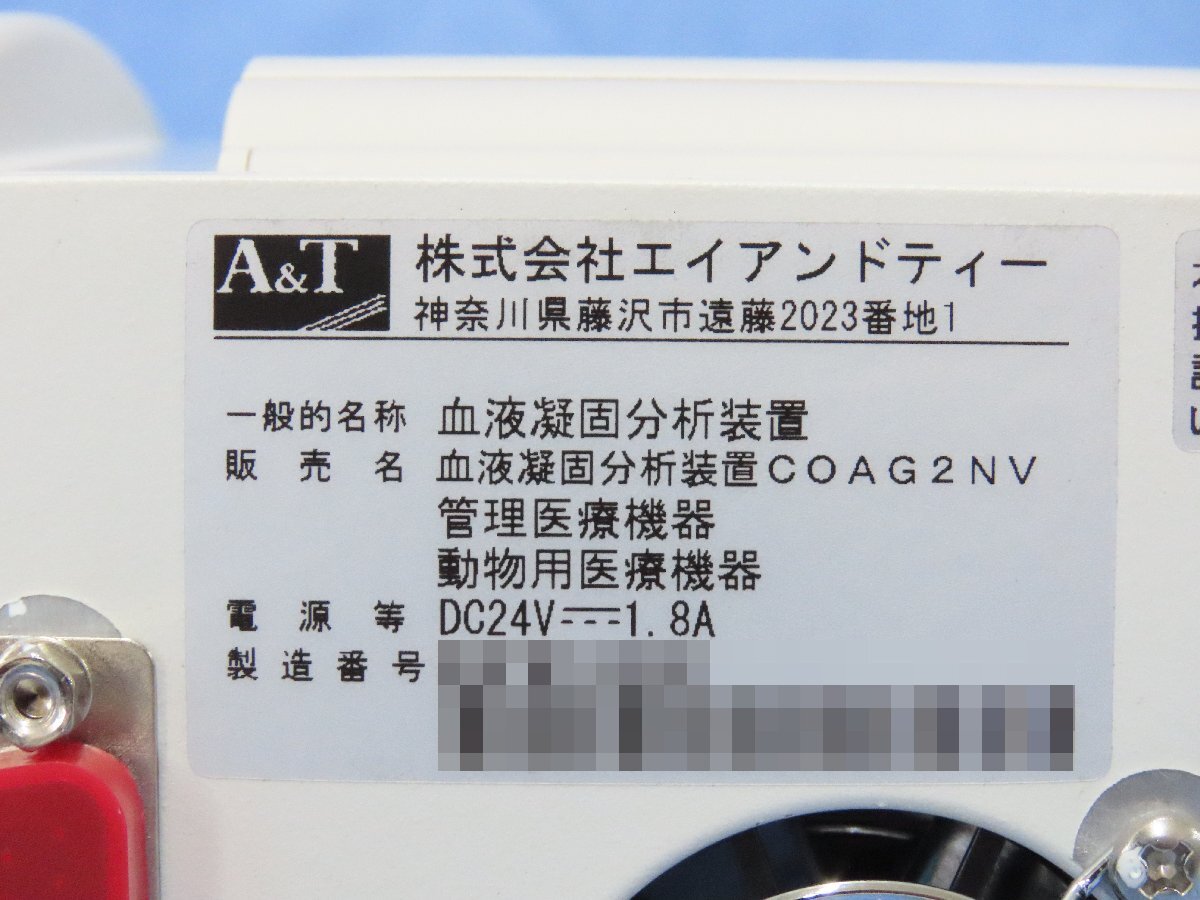 A&T 株式会社エイアンドティー
神奈川県藤沢市遠藤2023番地1
一般的名称 血液凝固分析装置
販売名 血液凝固分析装置COAG2NV
管理医療機器
動物用医療機器
電源等 DC24V⎓1.8A
製造番号